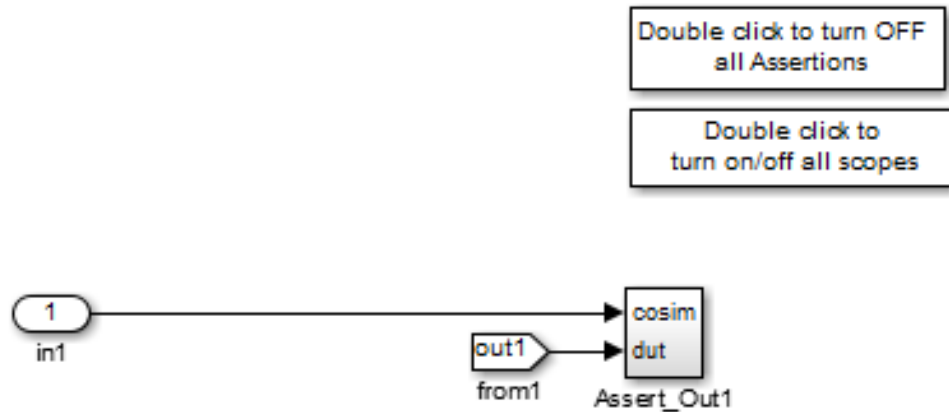 Double click to turn OFF
all Assertions
Double click to
turn on/off all scopes
1
in1
cosim
dut
out1
from1
Assert_Out1